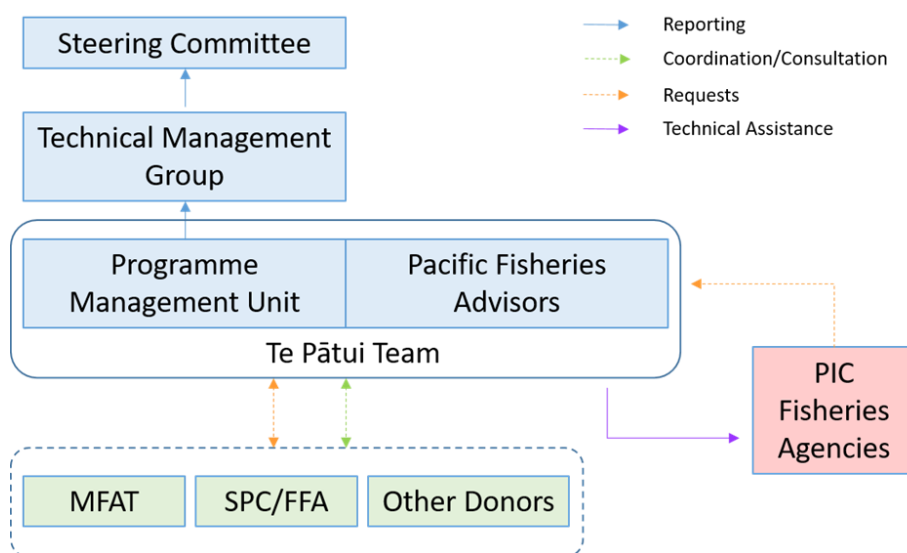 Steering Committee
Reporting
Coordination/Consultation
Requests
Technical Assistance
Technical Management
Group
Programme
Management Unit
Pacific Fisheries
Advisors
Te Pātui Team
PIC
Fisheries
Agencies
MFAT
SPC/FFA
Other Donors